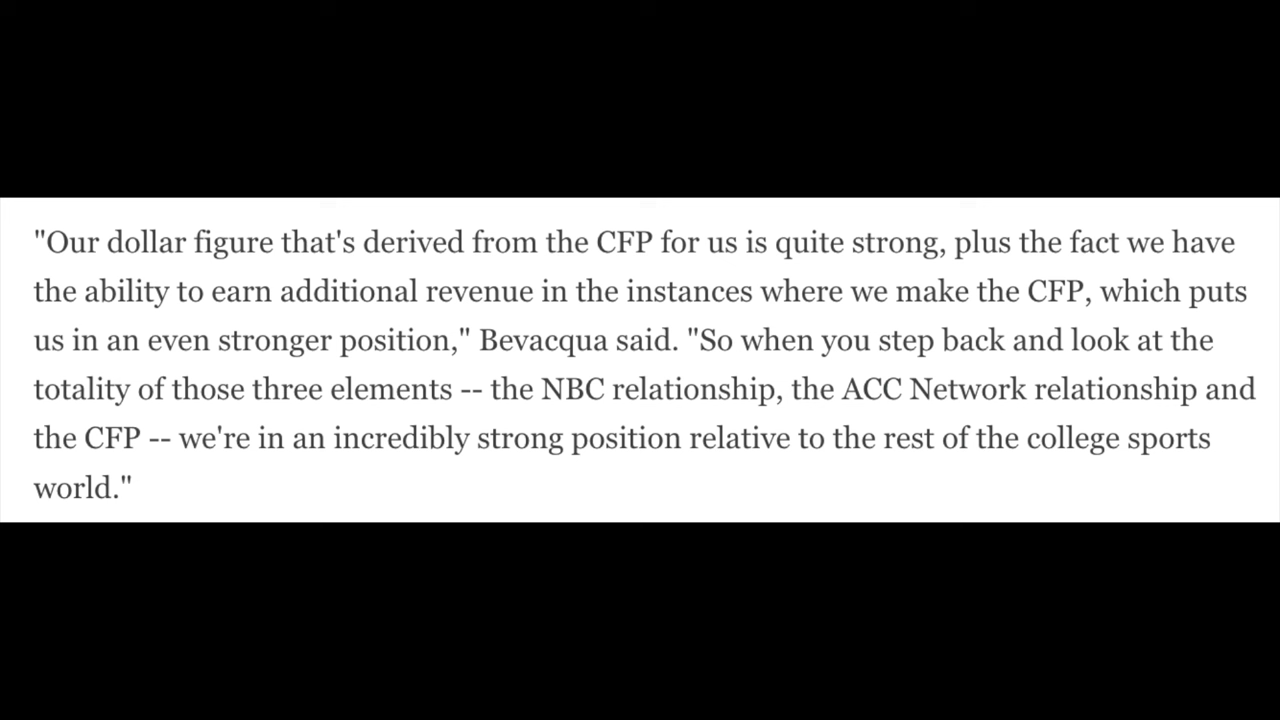 "Our dollar figure that's derived from the CFP for us is quite strong, plus the fact we have
the ability to earn additional revenue in the instances where we make the CFP, which puts
us in an even stronger position," Bevacqua said. "So when you step back and look at the
totality of those three elements -- the NBC relationship, the ACC Network relationship and
the CFP -- we're in an incredibly strong position relative to the rest of the college sports
world."